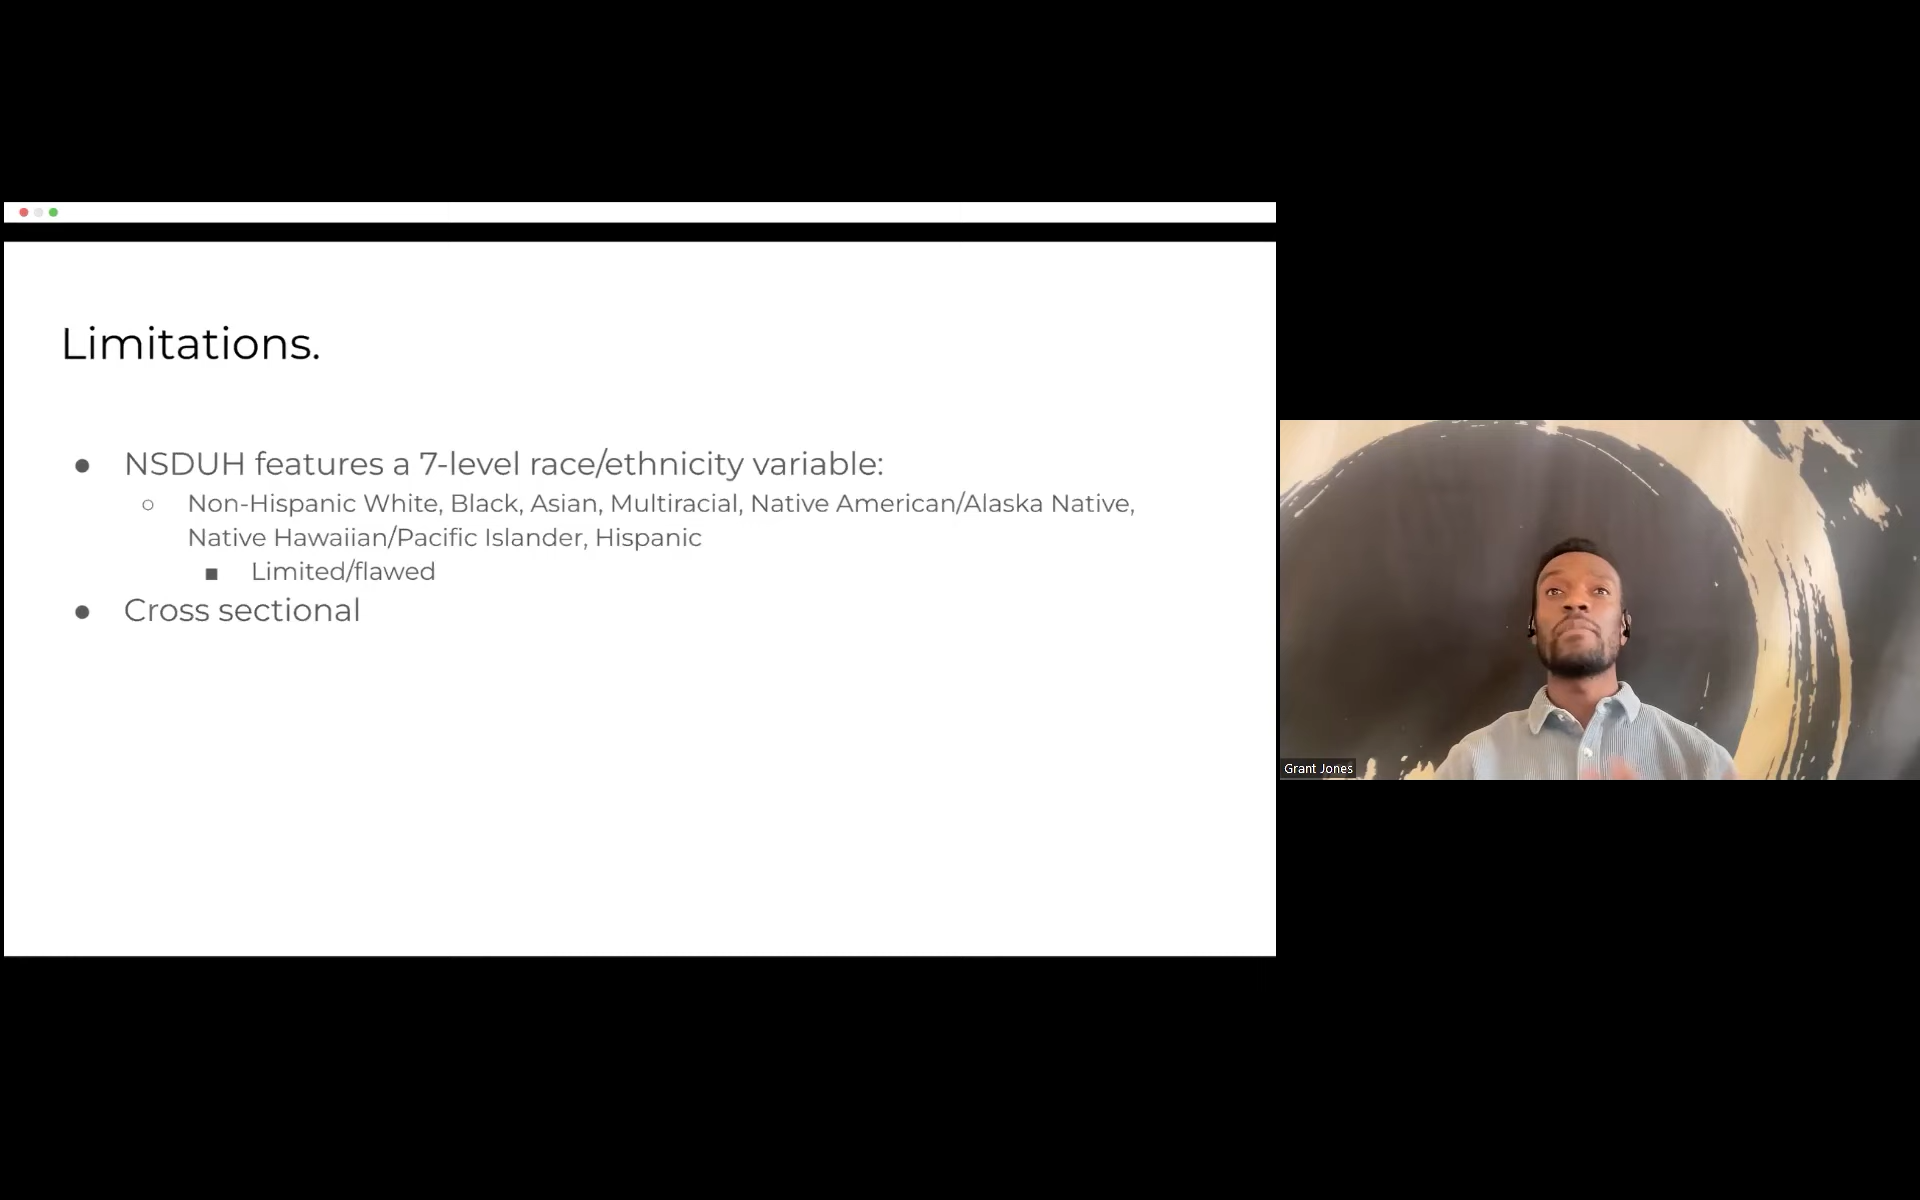 Limitations.
● NSDUH features a 7-level race/ethnicity variable:
○ Non-Hispanic White, Black, Asian, Multiracial, Native American/Alaska Native,
Native Hawaiian/Pacific Islander, Hispanic
■ Limited/flawed
● Cross sectional
Grant Jones